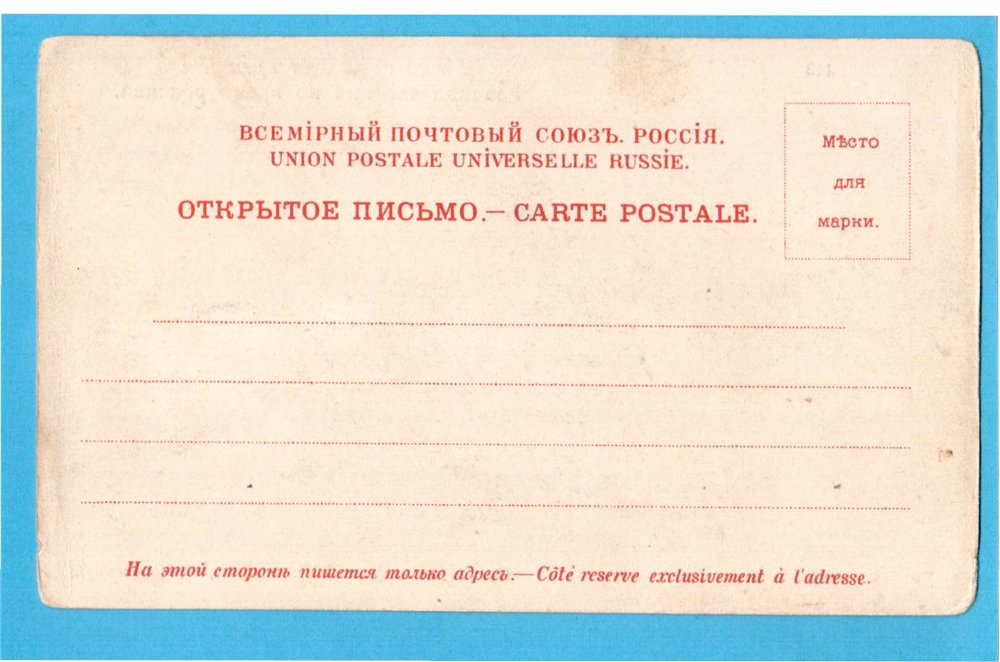 ВСЕМІРНЫЙ ПОЧТОВЫЙ СОЮЗЪ. РОССІЯ.
UNION POSTALE UNIVERSELLE RUSSIE.
ОТКРЫТОЕ ПИСЬМО.— CARTE POSTALE.
Мѣсто
для
марки.
На этой сторонѣ пишется только адресъ.—Côté reserve exclusivement à l'adresse.